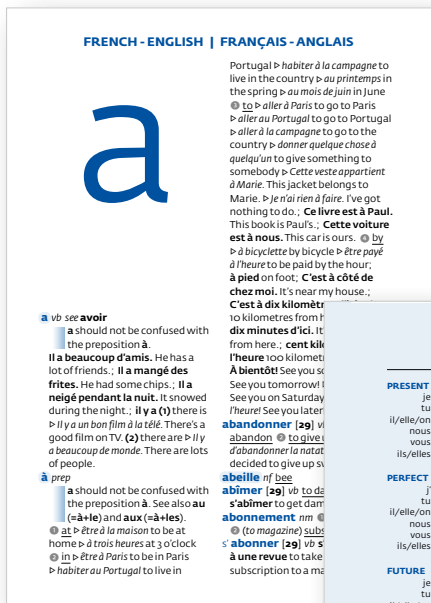 FRENCH - ENGLISH | FRANÇAIS - ANGLAIS
a
a vb see avoir
a should not be confused with
the preposition à.
Il a beaucoup d'amis. He has a
lot of friends.; Il a mangé des
frites. He had some chips.; Il a
neigé pendant la nuit. It snowed
during the night.; il y a (1) there is
▷ Il y a un bon film à la télé. There's a
good film on TV. (2) there are ▷ Il y
a beaucoup de monde. There are lots
of people.
à prep
a should not be confused with
the preposition à. See also au
(=à+le) and aux (=à+les).
❶ at ▷ être à la maison to be at
home ▷ à trois heures at 3 o'clock
❷ in ▷ être à Paris to be in Paris
▷ habiter au Portugal to live in
Portugal ▷ habiter à la campagne to
live in the country ▷ au printemps in
the spring ▷ au mois de juin in June
❸ to ▷ aller à Paris to go to Paris
▷ aller au Portugal to go to Portugal
▷ aller à la campagne to go to the
country ▷ donner quelque chose à
quelqu'un to give something to
somebody ▷ Cette veste appartient
à Marie. This jacket belongs to
Marie. ▷ Je n'ai rien à faire. I've got
nothing to do.; Ce livre est à Paul.
This book is Paul's.; Cette voiture
est à nous. This car is ours. ❹ by
▷ à bicyclette by bicycle ▷ être payé
à l'heure to be paid by the hour;
à pied on foot; C'est à côté de
chez moi. It's near my house.;
C'est à dix
10 kilometres from
dix minutes d'ici.
from here.;
l'heure 100
À bientôt! See you
See you tomorrow!
See you on Saturday
l'heure! See you later
abandonner [29]
abandon ❷ to give
d'abandonner la
decided to give up
abeille nf bee
abîmer [29] vb to
s'abîmer to get
abonnement nm ❶
❷ (to magazine)
s' abonner [29] vb
à une revue to take
subscription to a
PRESENT
je
tu
il/elle/on
nous
vous
ils/elles
PERFECT
j'
tu
il/elle/on
nous
vous
ils/elles
FUTURE
je
tu